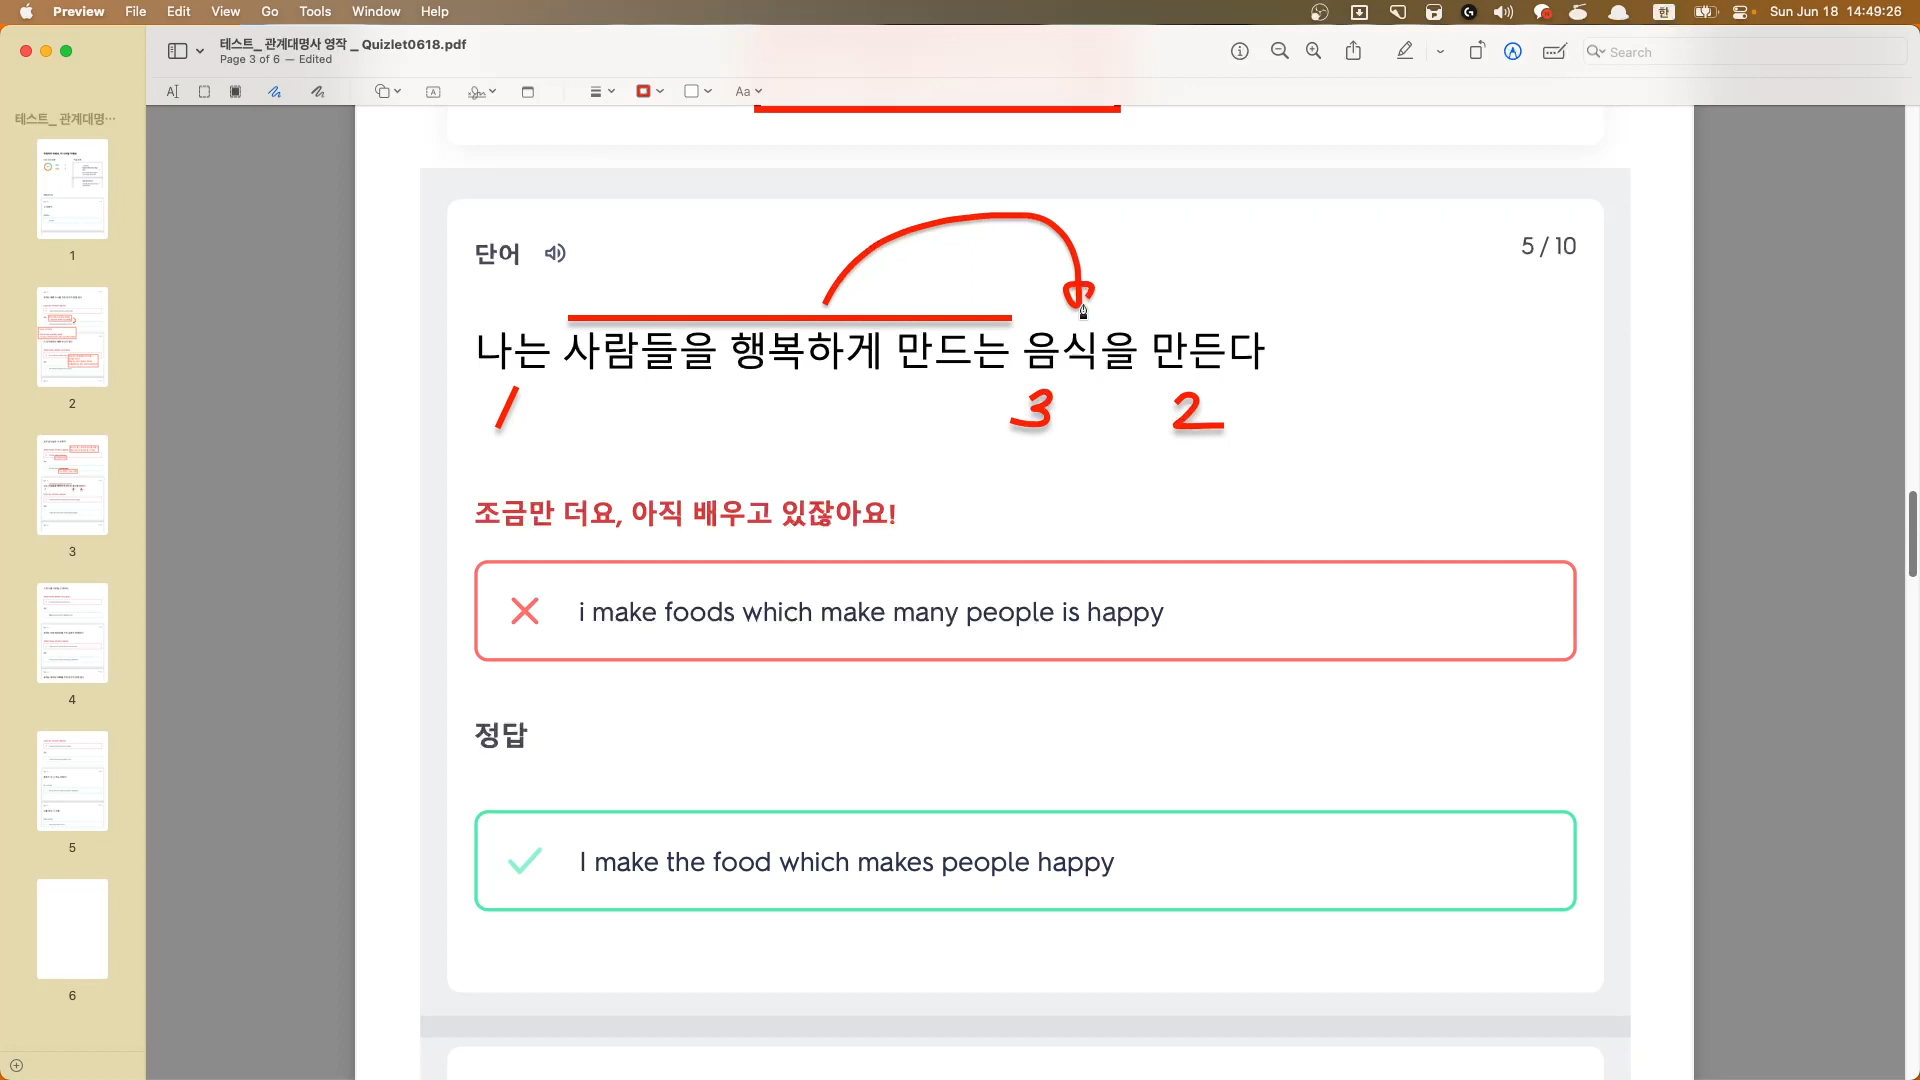 Preview File Edit View Go Tools Window Help
한
Sun Jun 18 14:49:26
테스트_ 관계대명사 영작 _ Quizlet0618.pdf
Page 3 of 6 — Edited
Search
AI
A
Aa
테스트_ 관계대명…
1
2
3
4
5
6
단어
5 / 10
나는 사람들을 행복하게 만드는 음식을 만든다
1 3 2
조금만 더요, 아직 배우고 있잖아요!
i make foods which make many people is happy
정답
I make the food which makes people happy